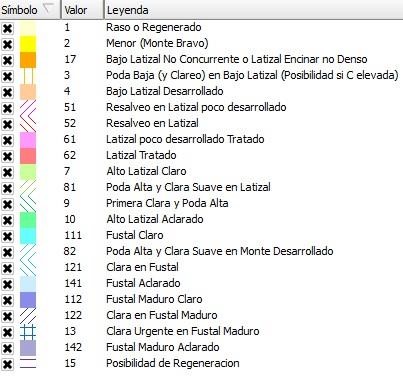 Símbolo Valor Leyenda
1 Raso o Regenerado
2 Menor (Monte Bravo)
17 Bajo Latizal No Concurrente o Latizal Encinar no Denso
3 Poda Baja (y Clareo) en Bajo Latizal (Posibilidad si C elevada)
4 Bajo Latizal Desarrollado
51 Resalveo en Latizal poco desarrollado
52 Resalveo en Latizal
61 Latizal poco desarrollado Tratado
62 Latizal Tratado
7 Alto Latizal Claro
81 Poda Alta y Clara Suave en Latizal
9 Primera Clara y Poda Alta
10 Alto Latizal Aclarado
111 Fustal Claro
82 Poda Alta y Clara Suave en Monte Desarrollado
121 Clara en Fustal
141 Fustal Aclarado
112 Fustal Maduro Claro
122 Clara en Fustal Maduro
13 Clara Urgente en Fustal Maduro
142 Fustal Maduro Aclarado
15 Posibilidad de Regeneracion